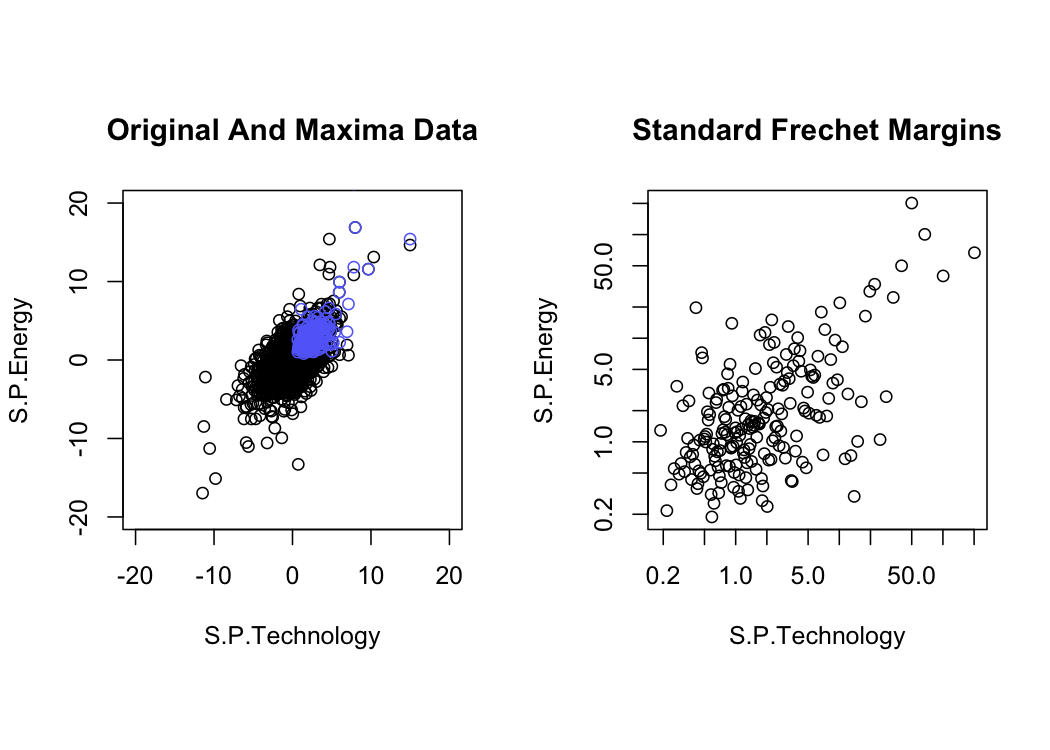 Original And Maxima Data
S.P.Energy
20
10
0
-10
-20
-20 -10 0 10 20
S.P.Technology
Standard Frechet Margins
S.P.Energy
50.0
5.0
1.0
0.2
0.2 1.0 5.0 50.0
S.P.Technology